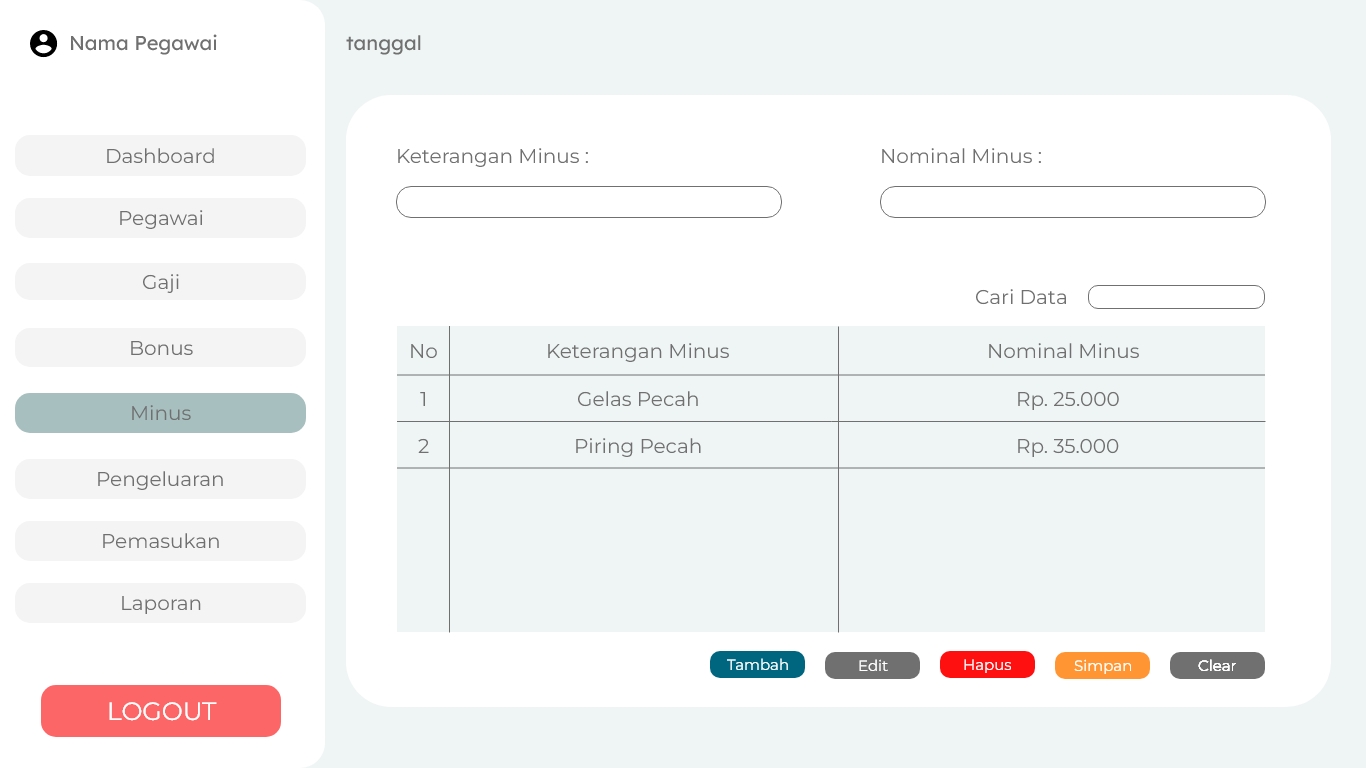 Nama Pegawai
Dashboard
Pegawai
Gaji
Bonus
Minus
Pengeluaran
Pemasukan
Laporan
LOGOUT
tanggal
Keterangan Minus :
Nominal Minus :
Cari Data
No Keterangan Minus Nominal Minus
1 Gelas Pecah Rp. 25.000
2 Piring Pecah Rp. 35.000
Tambah Edit Hapus Simpan Clear